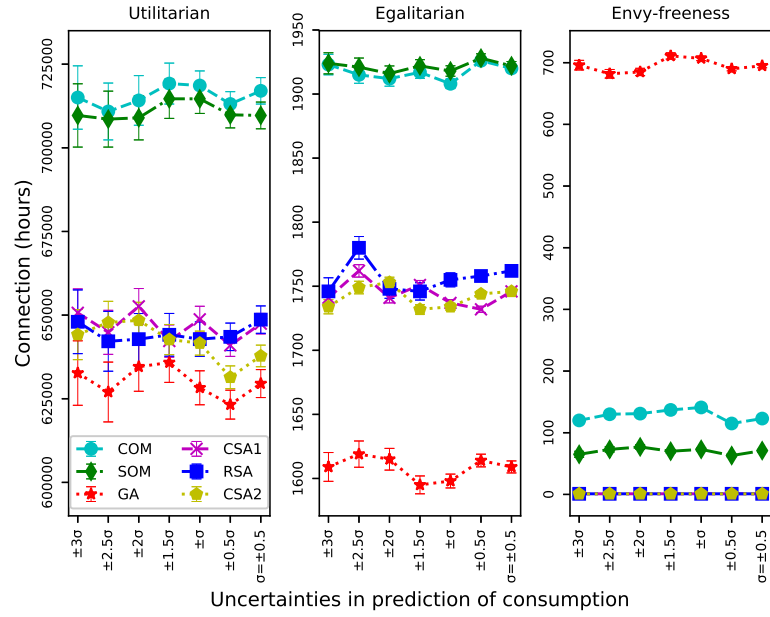 Utilitarian
Egalitarian
Envy-freeness
Connection (hours)
725000
700000
675000
650000
625000
600000
1950
1900
1850
1800
1750
1700
1650
1600
700
600
500
400
300
200
100
0
COM
SOM
GA
CSA1
RSA
CSA2
±3σ
±2.5σ
±2σ
±1.5σ
±σ
±0.5σ
σ=±0.5
±3σ
±2.5σ
±2σ
±1.5σ
±σ
±0.5σ
σ=±0.5
±3σ
±2.5σ
±2σ
±1.5σ
±σ
±0.5σ
σ=±0.5
Uncertainties in prediction of consumption